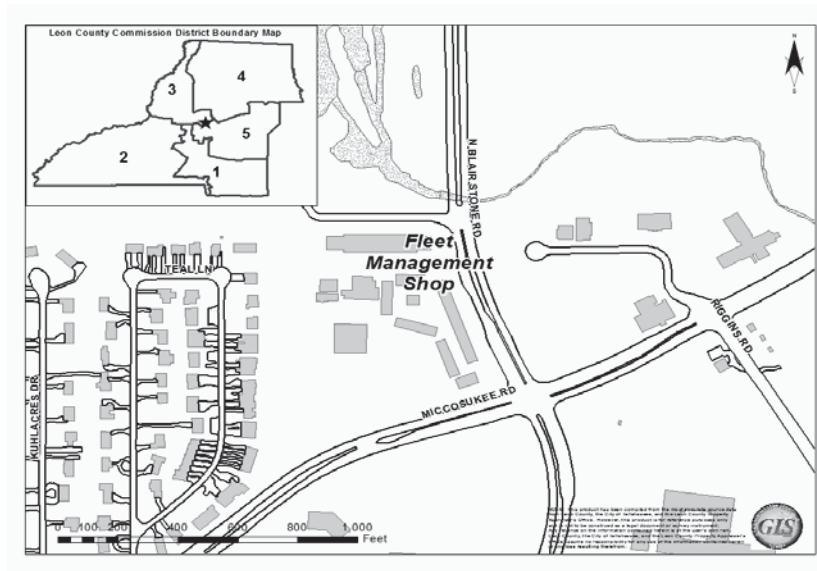 Leon County Commission District Boundary Map
3
4
5
2
1
N
S
N BLAIR STONE RD
Fleet
Management
Shop
TEAL LN
KUHLACRES DR
RIGGINS RD
MICCOSUKEE RD
0 100 200 400 600 800 1,000
Feet
GIS